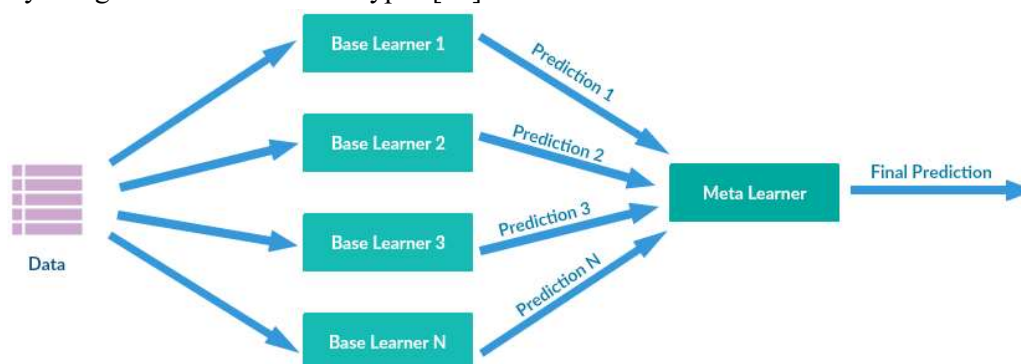 Base Learner 1
Prediction 1
Base Learner 2
Prediction 2
Meta Learner
Final Prediction
Data
Base Learner 3
Prediction 3
Base Learner N
Prediction N